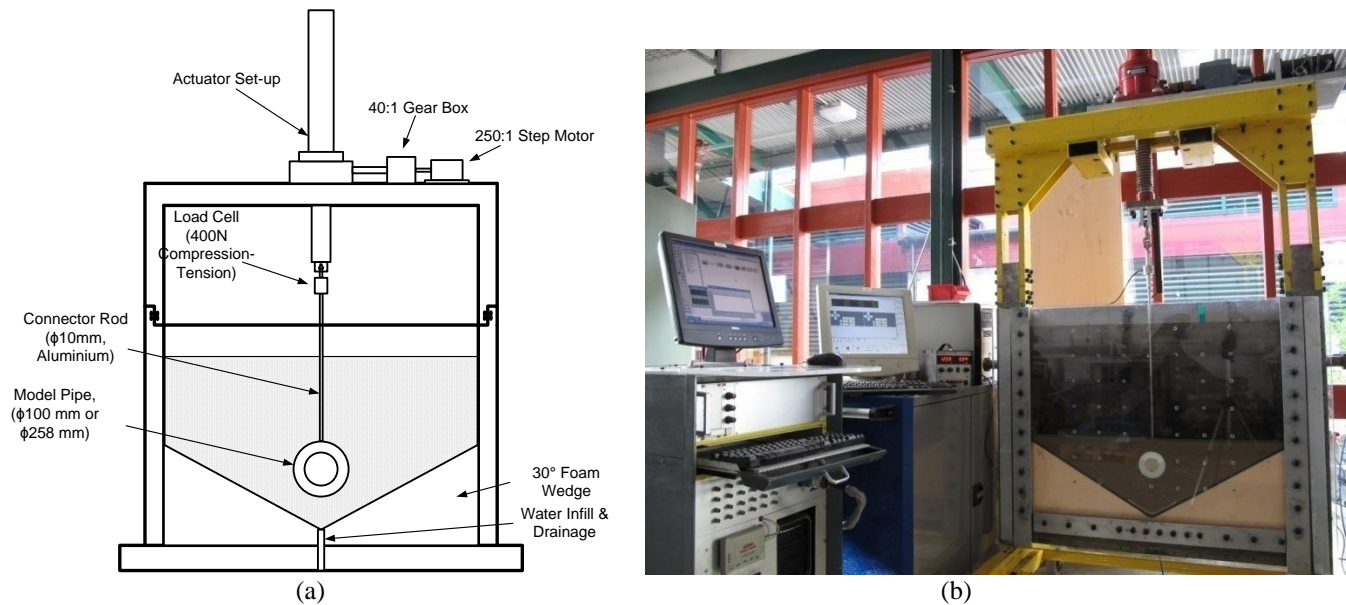 Actuator Set-up
40:1 Gear Box
250:1 Step Motor
Load Cell
(400N
Compression-
Tension)
Connector Rod
(ϕ10mm,
Aluminium)
Model Pipe,
(ϕ100 mm or
ϕ258 mm)
30° Foam
Wedge
Water Infill &
Drainage
(a)
(b)